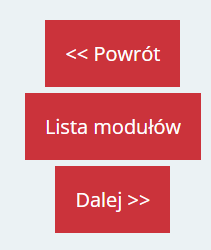 << Powrót
Lista modułów
Dalej >>